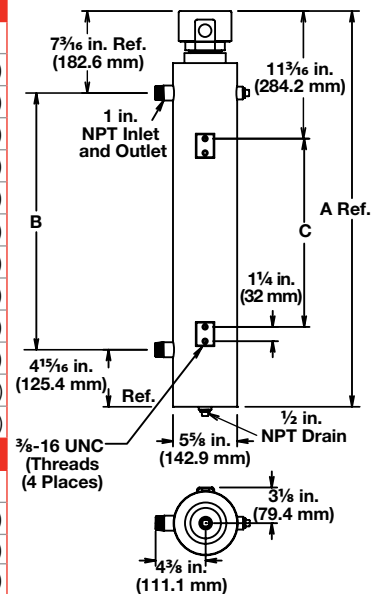 7³⁄₁₆ in. Ref.
(182.6 mm)
11³⁄₁₆ in.
(284.2 mm)
1 in.
NPT Inlet
and Outlet
A Ref.
B
C
1¼ in.
(32 mm)
4¹⁵⁄₁₆ in.
(125.4 mm)
Ref.
³⁄₈-16 UNC
(Threads
(4 Places)
5⅝ in.
(142.9 mm)
½ in.
NPT Drain
3⅛ in.
(79.4 mm)
4⅜ in.
(111.1 mm)